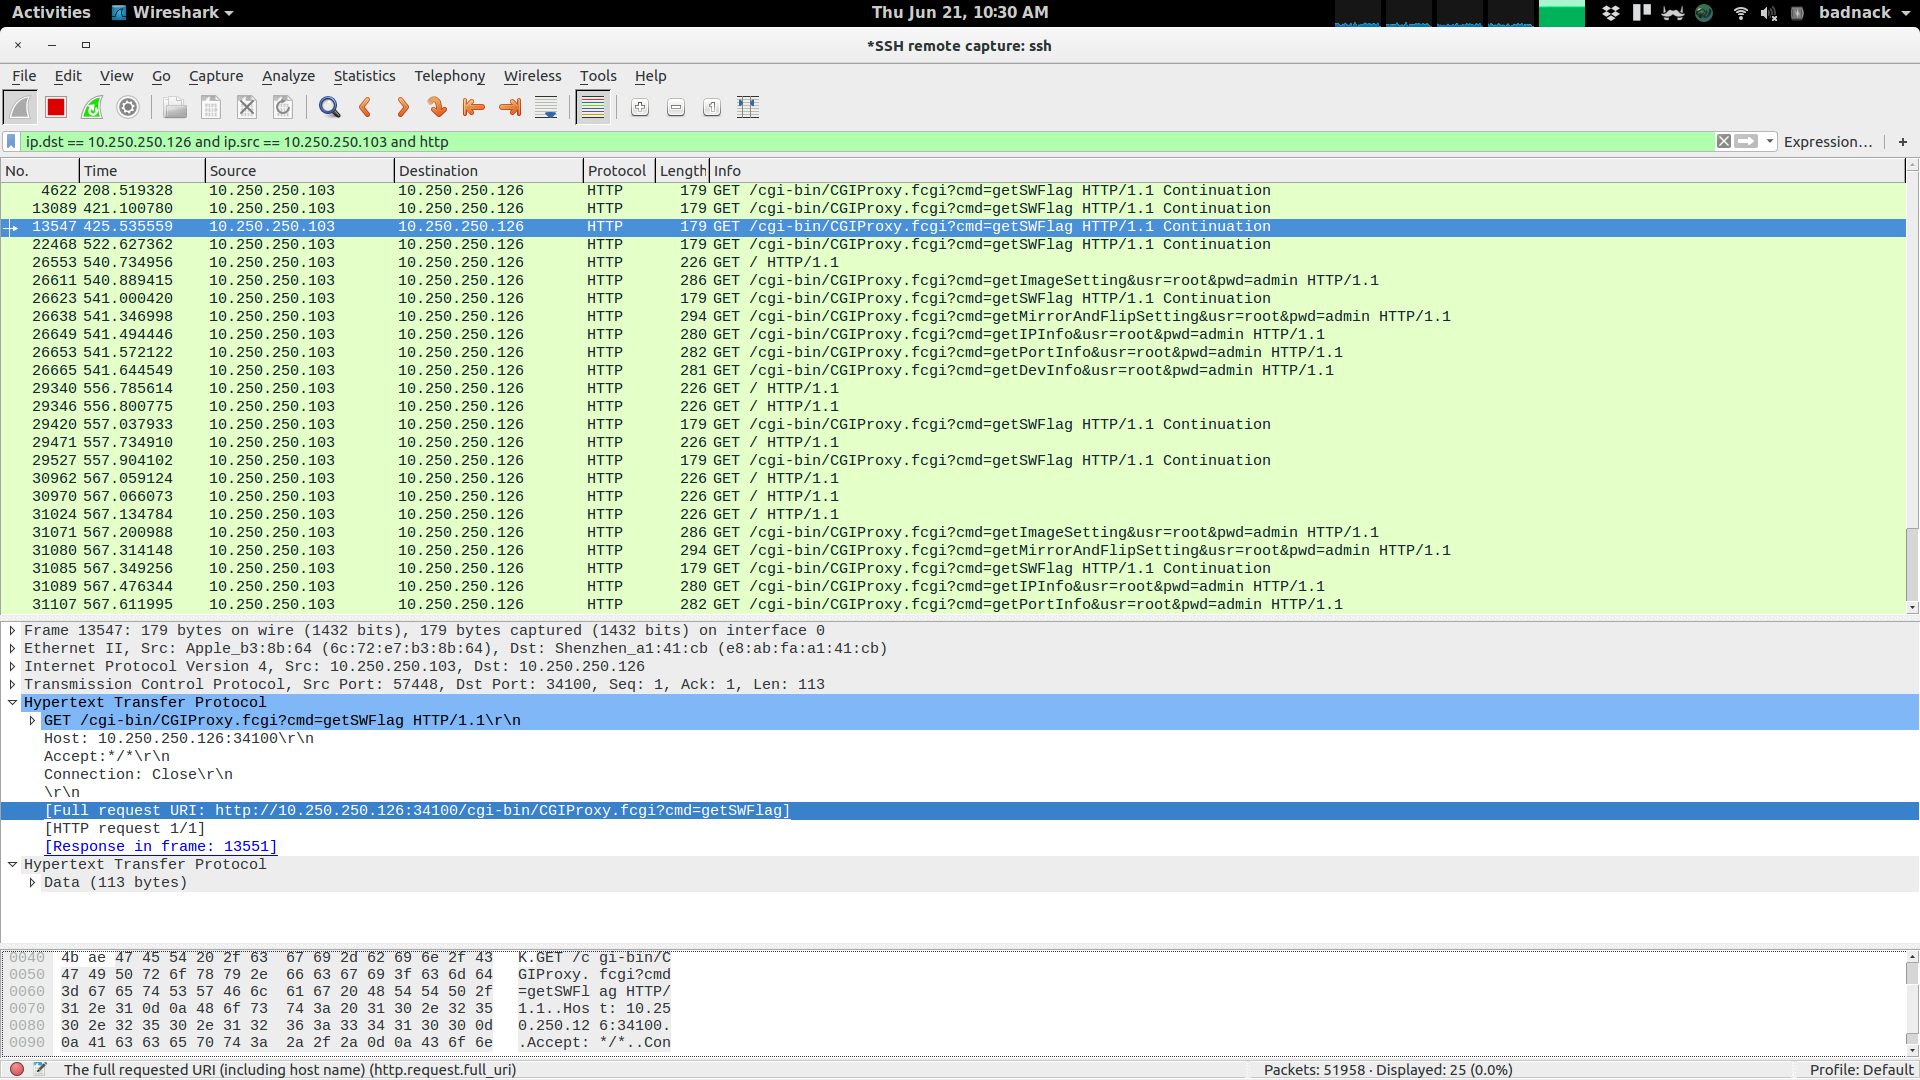 Activities Wireshark Thu Jun 21, 10:30 AM badnack
*SSH remote capture: ssh
File Edit View Go Capture Analyze Statistics Telephony Wireless Tools Help
ip.dst == 10.250.250.126 and ip.src == 10.250.250.103 and http Expression… +
No. Time Source Destination Protocol Length Info
4622 208.519328 10.250.250.103 10.250.250.126 HTTP 179 GET /cgi-bin/CGIProxy.fcgi?cmd=getSWFlag HTTP/1.1 Continuation
13089 421.100780 10.250.250.103 10.250.250.126 HTTP 179 GET /cgi-bin/CGIProxy.fcgi?cmd=getSWFlag HTTP/1.1 Continuation
13547 425.535559 10.250.250.103 10.250.250.126 HTTP 179 GET /cgi-bin/CGIProxy.fcgi?cmd=getSWFlag HTTP/1.1 Continuation
22468 522.627362 10.250.250.103 10.250.250.126 HTTP 179 GET /cgi-bin/CGIProxy.fcgi?cmd=getSWFlag HTTP/1.1 Continuation
26553 540.734956 10.250.250.103 10.250.250.126 HTTP 226 GET / HTTP/1.1
26611 540.889415 10.250.250.103 10.250.250.126 HTTP 286 GET /cgi-bin/CGIProxy.fcgi?cmd=getImageSetting&usr=root&pwd=admin HTTP/1.1
26623 541.000420 10.250.250.103 10.250.250.126 HTTP 179 GET /cgi-bin/CGIProxy.fcgi?cmd=getSWFlag HTTP/1.1 Continuation
26638 541.346998 10.250.250.103 10.250.250.126 HTTP 294 GET /cgi-bin/CGIProxy.fcgi?cmd=getMirrorAndFlipSetting&usr=root&pwd=admin HTTP/1.1
26649 541.494446 10.250.250.103 10.250.250.126 HTTP 280 GET /cgi-bin/CGIProxy.fcgi?cmd=getIPInfo&usr=root&pwd=admin HTTP/1.1
26653 541.572122 10.250.250.103 10.250.250.126 HTTP 282 GET /cgi-bin/CGIProxy.fcgi?cmd=getPortInfo&usr=root&pwd=admin HTTP/1.1
26665 541.644549 10.250.250.103 10.250.250.126 HTTP 281 GET /cgi-bin/CGIProxy.fcgi?cmd=getDevInfo&usr=root&pwd=admin HTTP/1.1
29340 556.785614 10.250.250.103 10.250.250.126 HTTP 226 GET / HTTP/1.1
29346 556.800775 10.250.250.103 10.250.250.126 HTTP 226 GET / HTTP/1.1
29420 557.037933 10.250.250.103 10.250.250.126 HTTP 179 GET /cgi-bin/CGIProxy.fcgi?cmd=getSWFlag HTTP/1.1 Continuation
29471 557.734910 10.250.250.103 10.250.250.126 HTTP 226 GET / HTTP/1.1
29527 557.904102 10.250.250.103 10.250.250.126 HTTP 179 GET /cgi-bin/CGIProxy.fcgi?cmd=getSWFlag HTTP/1.1 Continuation
30962 567.059124 10.250.250.103 10.250.250.126 HTTP 226 GET / HTTP/1.1
30970 567.066073 10.250.250.103 10.250.250.126 HTTP 226 GET / HTTP/1.1
31024 567.134784 10.250.250.103 10.250.250.126 HTTP 226 GET / HTTP/1.1
31071 567.200988 10.250.250.103 10.250.250.126 HTTP 286 GET /cgi-bin/CGIProxy.fcgi?cmd=getImageSetting&usr=root&pwd=admin HTTP/1.1
31080 567.314148 10.250.250.103 10.250.250.126 HTTP 294 GET /cgi-bin/CGIProxy.fcgi?cmd=getMirrorAndFlipSetting&usr=root&pwd=admin HTTP/1.1
31085 567.349256 10.250.250.103 10.250.250.126 HTTP 179 GET /cgi-bin/CGIProxy.fcgi?cmd=getSWFlag HTTP/1.1 Continuation
31089 567.476344 10.250.250.103 10.250.250.126 HTTP 280 GET /cgi-bin/CGIProxy.fcgi?cmd=getIPInfo&usr=root&pwd=admin HTTP/1.1
31107 567.611995 10.250.250.103 10.250.250.126 HTTP 282 GET /cgi-bin/CGIProxy.fcgi?cmd=getPortInfo&usr=root&pwd=admin HTTP/1.1
Frame 13547: 179 bytes on wire (1432 bits), 179 bytes captured (1432 bits) on interface 0
Ethernet II, Src: Apple_b3:8b:64 (6c:72:e7:b3:8b:64), Dst: Shenzhen_a1:41:cb (e8:ab:fa:a1:41:cb)
Internet Protocol Version 4, Src: 10.250.250.103, Dst: 10.250.250.126
Transmission Control Protocol, Src Port: 57448, Dst Port: 34100, Seq: 1, Ack: 1, Len: 113
Hypertext Transfer Protocol
GET /cgi-bin/CGIProxy.fcgi?cmd=getSWFlag HTTP/1.1\r\n
Host: 10.250.250.126:34100\r\n
Accept:*/*\r\n
Connection: Close\r\n
\r\n
[Full request URI: http://10.250.250.126:34100/cgi-bin/CGIProxy.fcgi?cmd=getSWFlag]
[HTTP request 1/1]
[Response in frame: 13551]
Hypertext Transfer Protocol
Data (113 bytes)
0040 4b ae 47 45 54 20 2f 63 67 69 2d 62 69 6e 2f 43 K.GET /c gi-bin/C
0050 47 49 50 72 6f 78 79 2e 66 63 67 69 3f 63 6d 64 GIProxy. fcgi?cmd
0060 3d 67 65 74 53 57 46 6c 61 67 20 48 54 54 50 2f =getSWFl ag HTTP/
0070 31 2e 31 0d 0a 48 6f 73 74 3a 20 31 30 2e 32 35 1.1..Hos t: 10.25
0080 30 2e 32 35 30 2e 31 32 36 3a 33 34 31 30 30 0d 0.250.12 6:34100.
0090 0a 41 63 63 65 70 74 3a 2a 2f 2a 0d 0a 43 6f 6e .Accept: */*..Con
The full requested URI (including host name) (http.request.full_uri) Packets: 51958 · Displayed: 25 (0.0%) Profile: Default